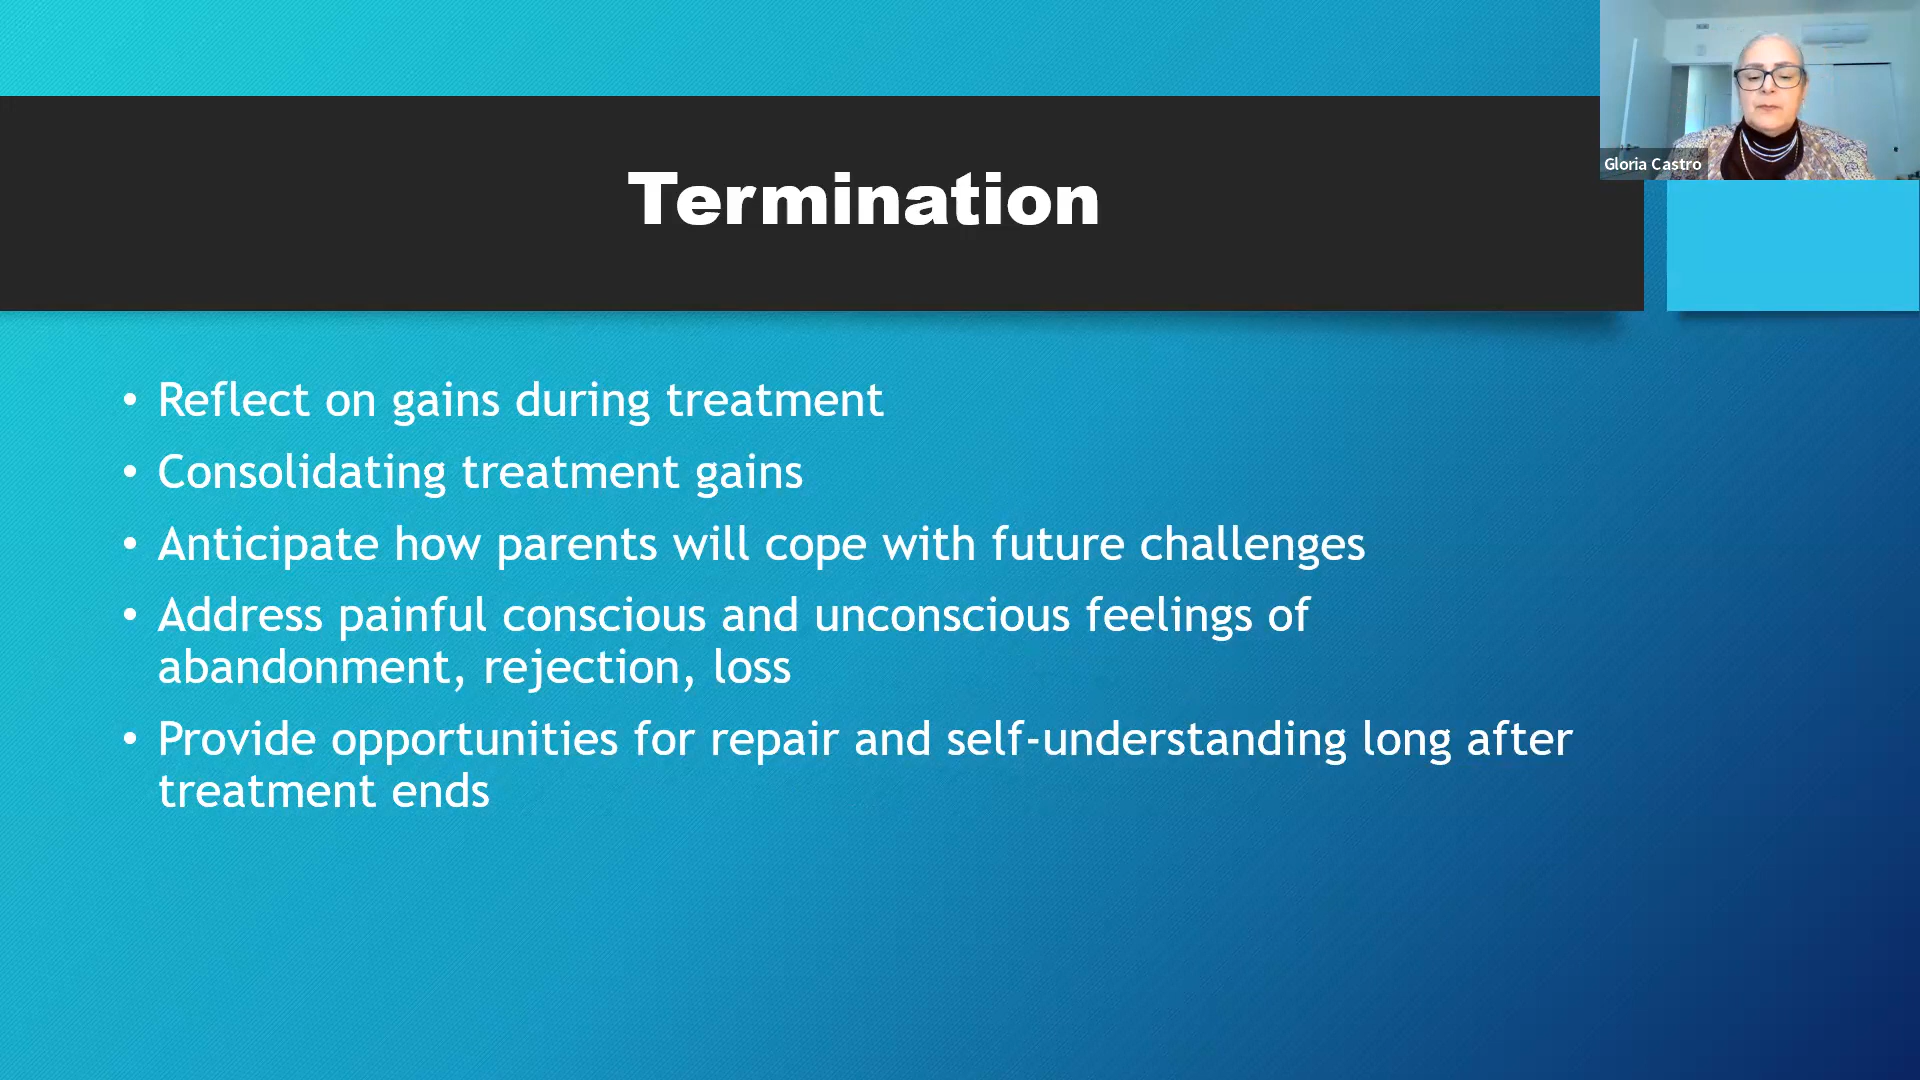 Gloria Castro
Termination
• Reflect on gains during treatment
• Consolidating treatment gains
• Anticipate how parents will cope with future challenges
• Address painful conscious and unconscious feelings of
abandonment, rejection, loss
• Provide opportunities for repair and self-understanding long after
treatment ends